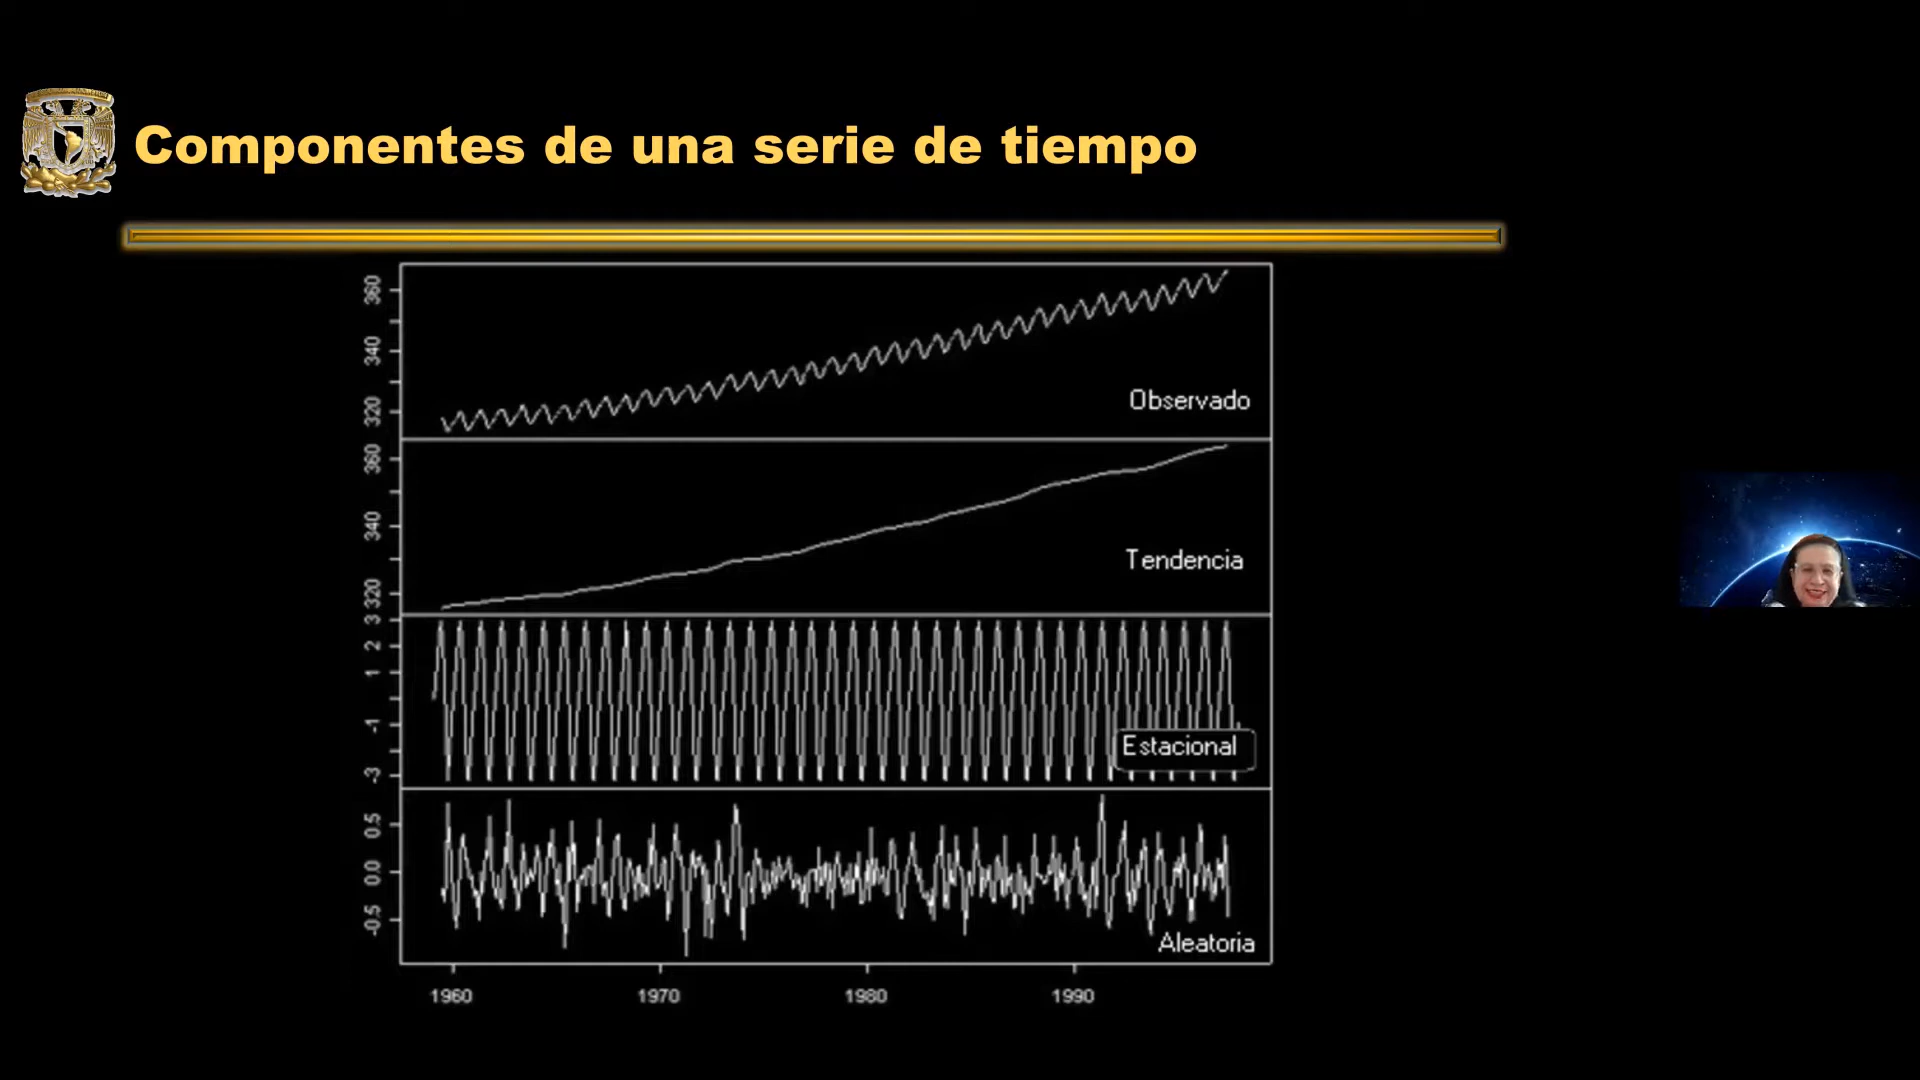 Componentes de una serie de tiempo
360
340
320
Observado
360
340
320
Tendencia
3
2
1
-1
-3
Estacional
0.5
0.0
-0.5
Aleatoria
1960 1970 1980 1990